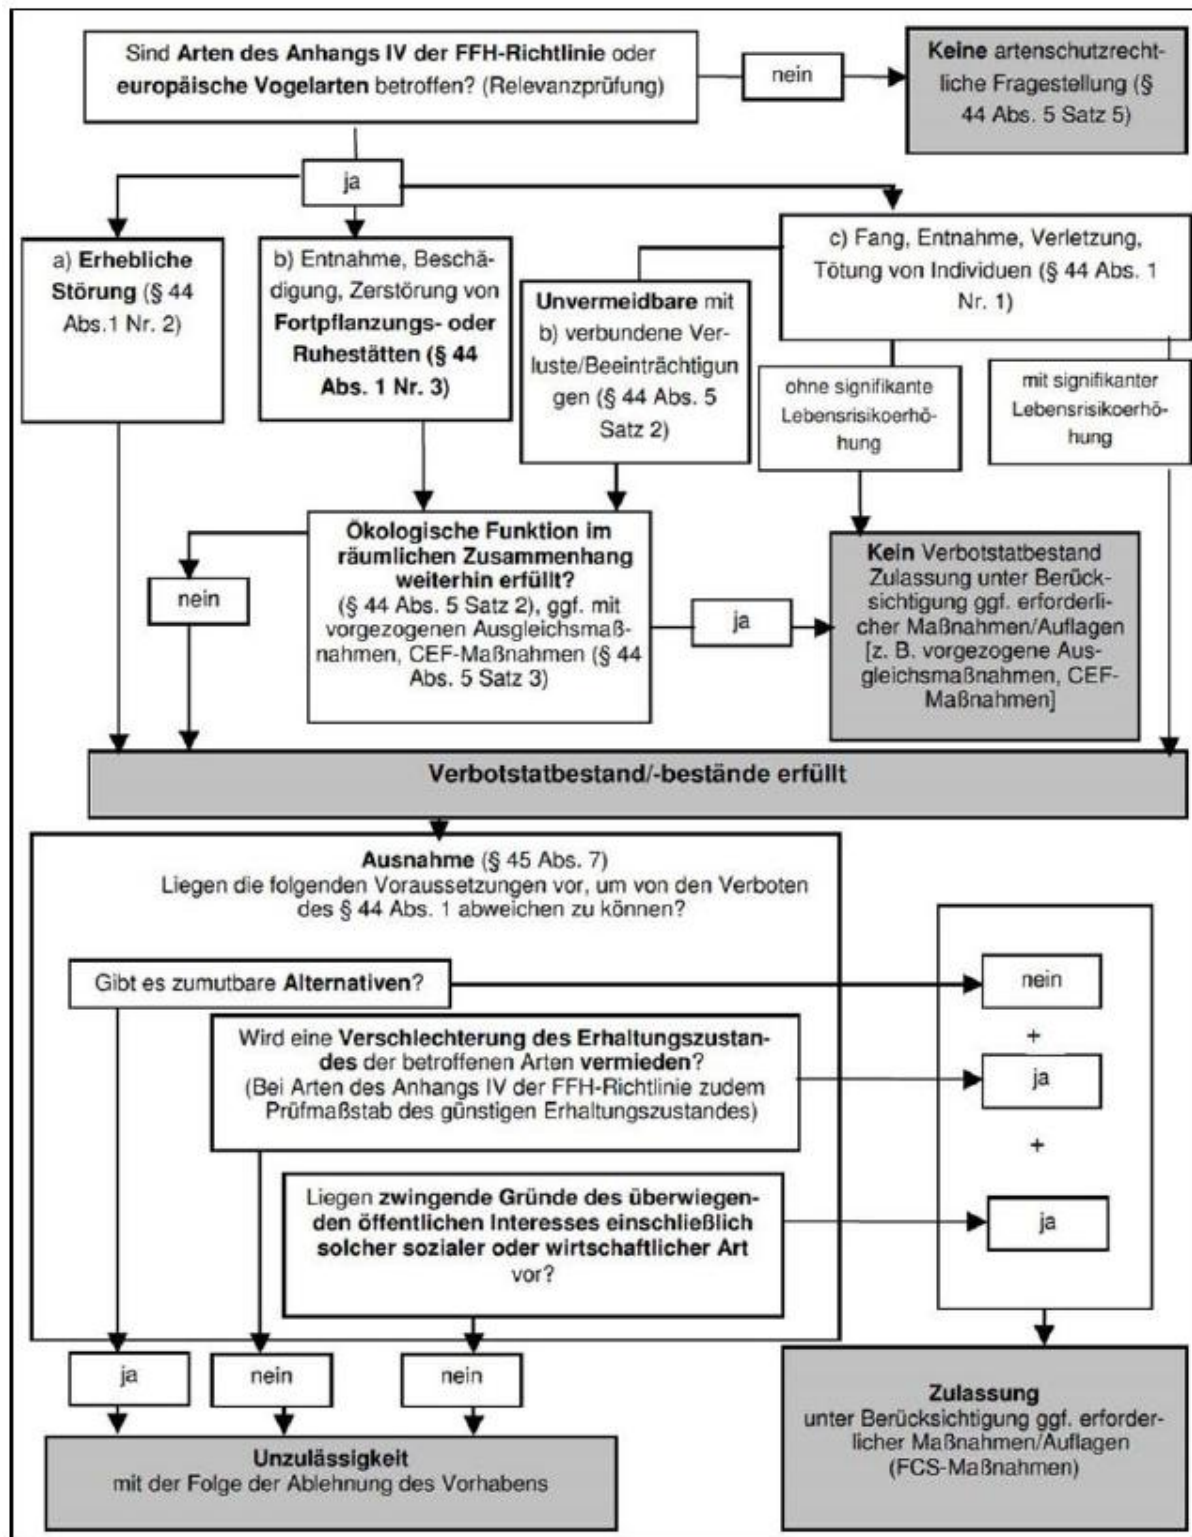 Sind Arten des Anhangs IV der FFH-Richtlinie oder
europäische Vogelarten betroffen? (Relevanzprüfung)
nein
Keine artenschutzrecht-
liche Fragestellung (§
44 Abs. 5 Satz 5)
ja
a) Erhebliche
Störung (§ 44
Abs.1 Nr. 2)
b) Entnahme, Beschä-
digung, Zerstörung von
Fortpflanzungs- oder
Ruhestätten (§ 44
Abs. 1 Nr. 3)
Unvermeidbare mit
b) verbundene Ver-
luste/Beeinträchtigun
gen (§ 44 Abs. 5
Satz 2)
c) Fang, Entnahme, Verletzung,
Tötung von Individuen (§ 44 Abs. 1
Nr. 1)
ohne signifikante
Lebensrisikoerhö-
hung
mit signifikanter
Lebensrisikoerhö-
hung
Ökologische Funktion im
räumlichen Zusammenhang
weiterhin erfüllt?
(§ 44 Abs. 5 Satz 2), ggf. mit
vorgezogenen Ausgleichsmaß-
nahmen, CEF-Maßnahmen (§ 44
Abs. 5 Satz 3)
nein
ja
Kein Verbotstatbestand
Zulassung unter Berück-
sichtigung ggf. erforderli-
cher Maßnahmen/Auflagen
[z. B. vorgezogene Aus-
gleichsmaßnahmen, CEF-
Maßnahmen]
Verbotstatbestand/-bestände erfüllt
Ausnahme (§ 45 Abs. 7)
Liegen die folgenden Voraussetzungen vor, um von den Verboten
des § 44 Abs. 1 abweichen zu können?
Gibt es zumutbare Alternativen?
nein
+
Wird eine Verschlechterung des Erhaltungszustan-
des der betroffenen Arten vermieden?
(Bei Arten des Anhangs IV der FFH-Richtlinie zudem
Prüfmaßstab des günstigen Erhaltungszustandes)
ja
+
Liegen zwingende Gründe des überwiegen-
den öffentlichen Interesses einschließlich
solcher sozialer oder wirtschaftlicher Art
vor?
ja
ja
nein
nein
Unzulässigkeit
mit der Folge der Ablehnung des Vorhabens
Zulassung
unter Berücksichtigung ggf. erforder-
licher Maßnahmen/Auflagen
(FCS-Maßnahmen)